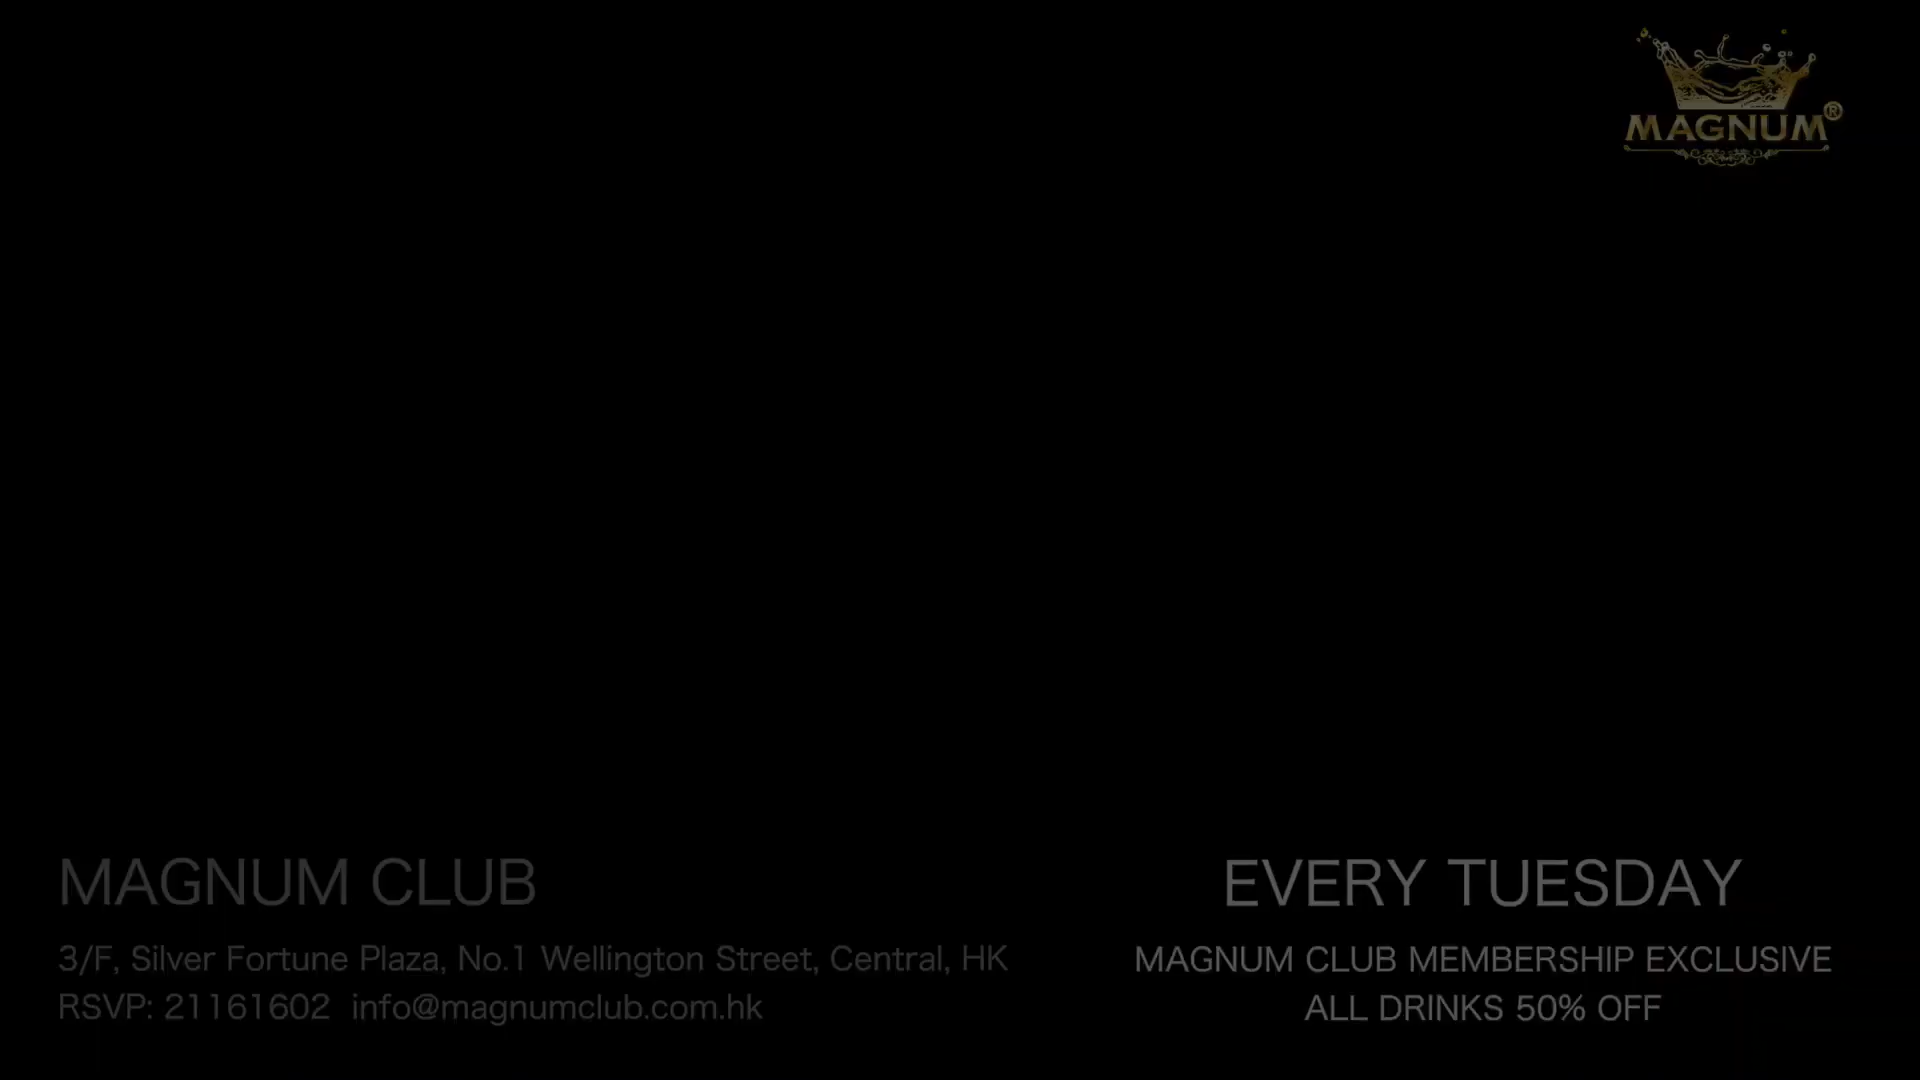 MAGNUM®
MAGNUM CLUB
3/F, Silver Fortune Plaza, No.1 Wellington Street, Central, HK
RSVP: 21161602 info@magnumclub.com.hk
EVERY TUESDAY
MAGNUM CLUB MEMBERSHIP EXCLUSIVE
ALL DRINKS 50% OFF